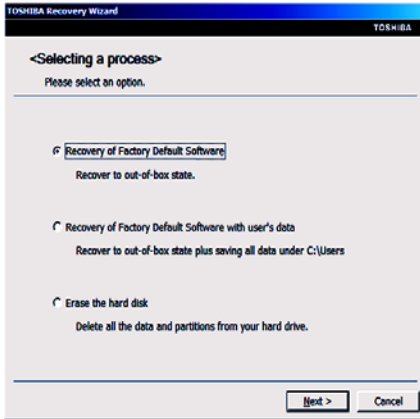 TOSHIBA Recovery Wizard
TOSHIBA
<Selecting a process>
Please select an option.
Recovery of Factory Default Software
Recover to out-of-box state.
Recovery of Factory Default Software with user's data
Recover to out-of-box state plus saving all data under C:\Users
Erase the hard disk
Delete all the data and partitions from your hard drive.
Next >
Cancel